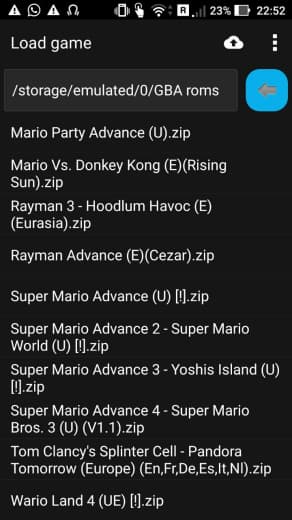 R 23% 22:52
Load game
/storage/emulated/0/GBA roms
Mario Party Advance (U).zip
Mario Vs. Donkey Kong (E)(Rising
Sun).zip
Rayman 3 - Hoodlum Havoc (E)
(Eurasia).zip
Rayman Advance (E)(Cezar).zip
Super Mario Advance (U) [!].zip
Super Mario Advance 2 - Super Mario
World (U) [!].zip
Super Mario Advance 3 - Yoshis Island (U)
[!].zip
Super Mario Advance 4 - Super Mario
Bros. 3 (U) (V1.1).zip
Tom Clancy's Splinter Cell - Pandora
Tomorrow (Europe) (En,Fr,De,Es,It,Nl).zip
Wario Land 4 (UE) [!].zip